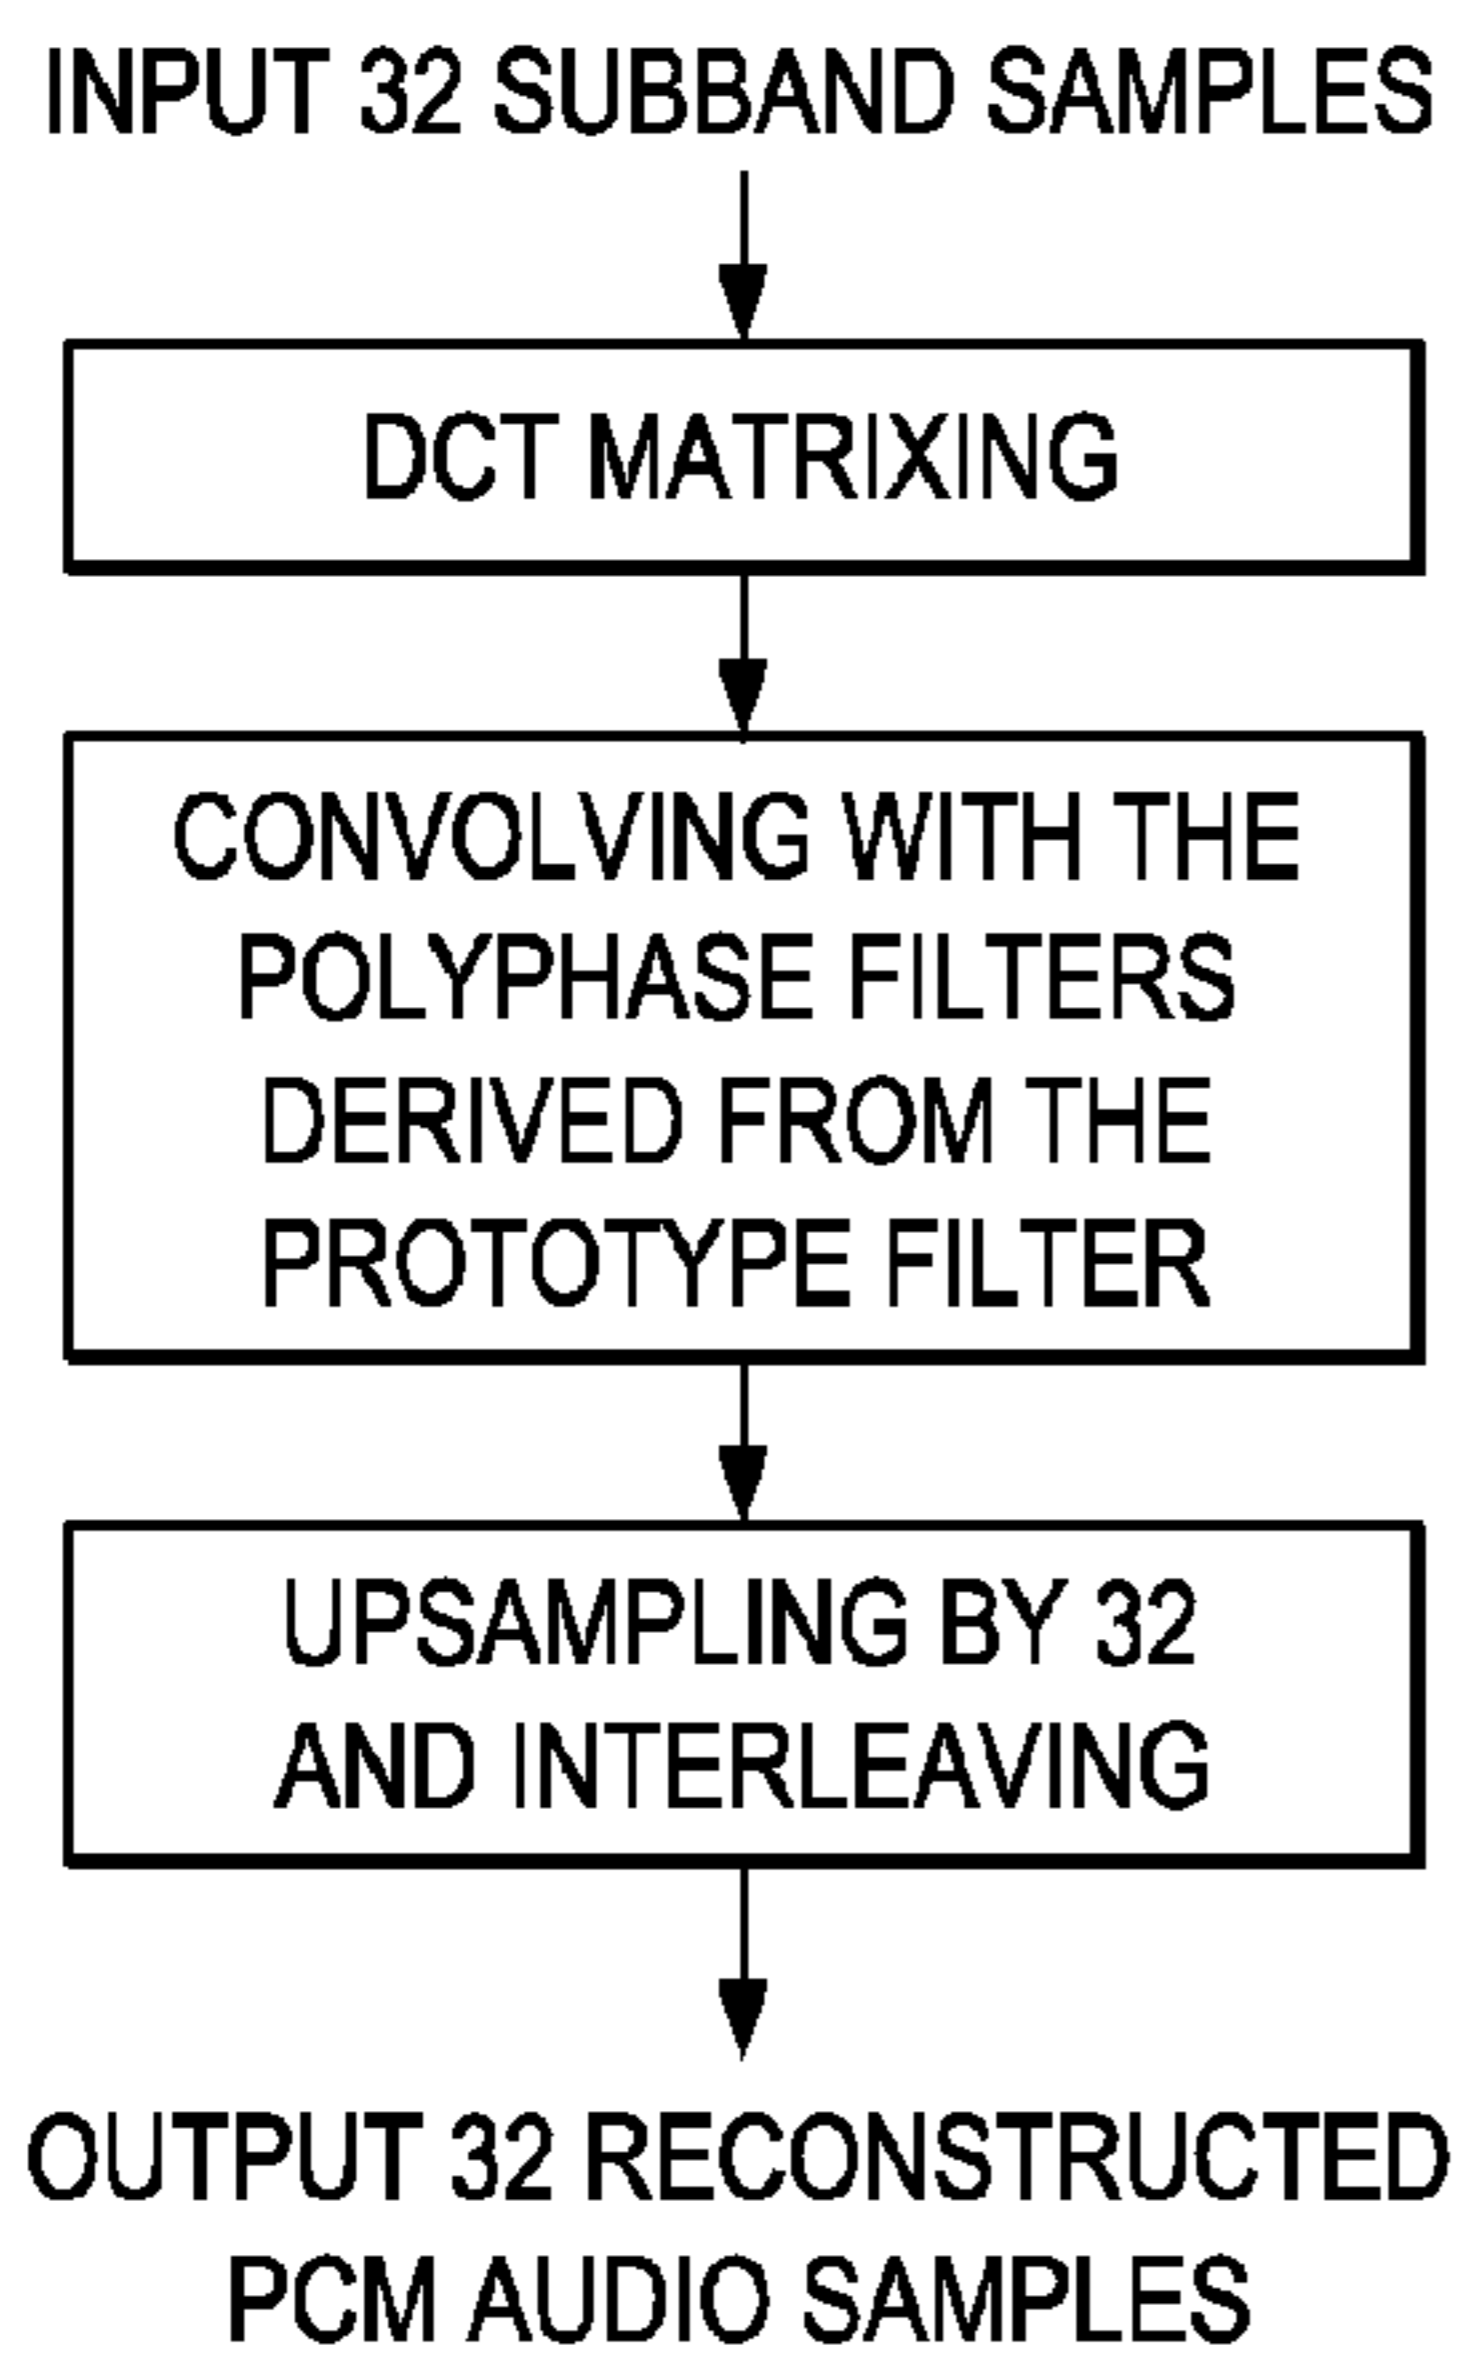 INPUT 32 SUBBAND SAMPLES
DCT MATRIXING
CONVOLVING WITH THE
POLYPHASE FILTERS
DERIVED FROM THE
PROTOTYPE FILTER
UPSAMPLING BY 32
AND INTERLEAVING
OUTPUT 32 RECONSTRUCTED
PCM AUDIO SAMPLES